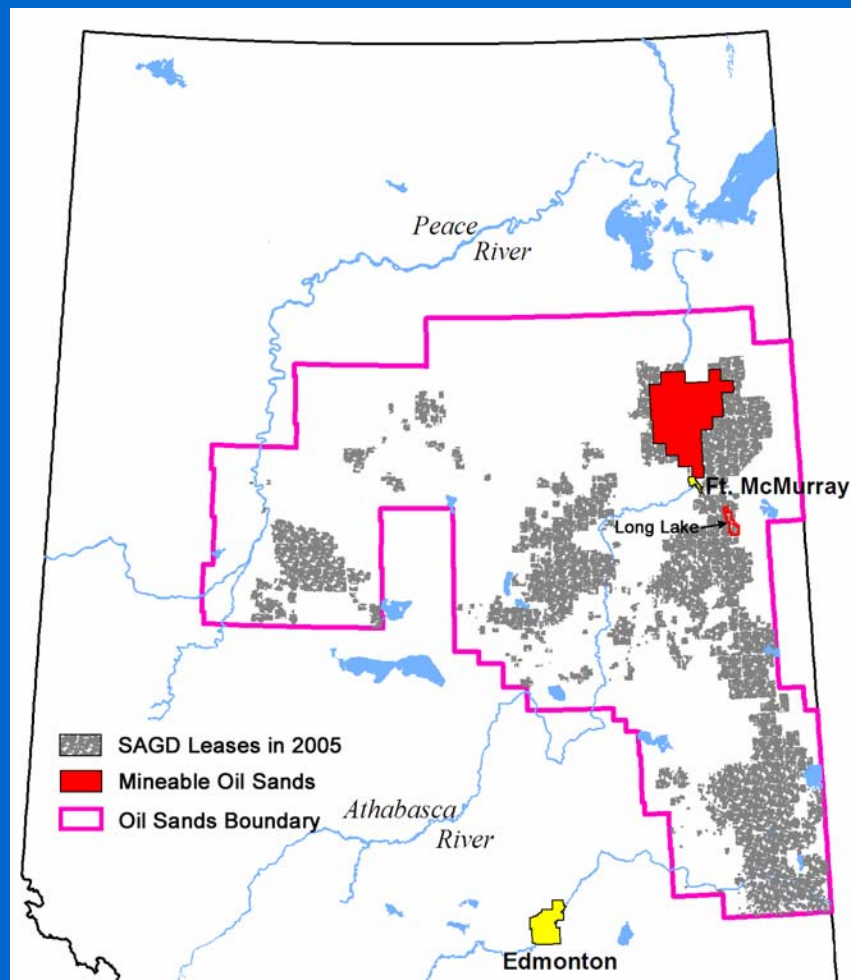 Peace
River
Ft. McMurray
Long Lake
SAGD Leases in 2005
Mineable Oil Sands
Oil Sands Boundary
Athabasca
River
Edmonton